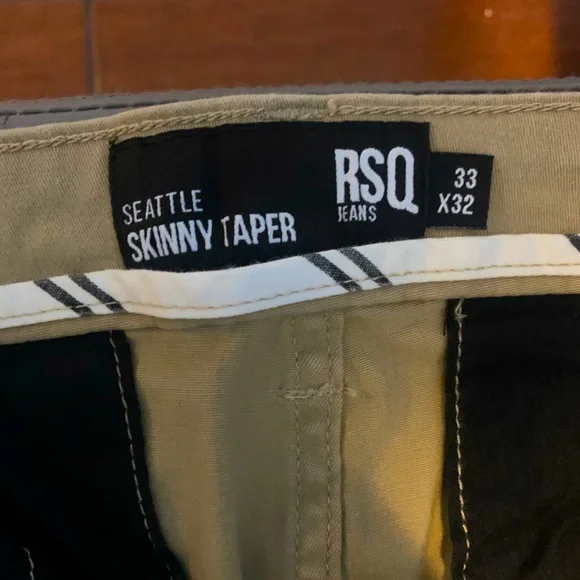 RSQ
JEANS
SEATTLE
SKINNY TAPER
33
X32